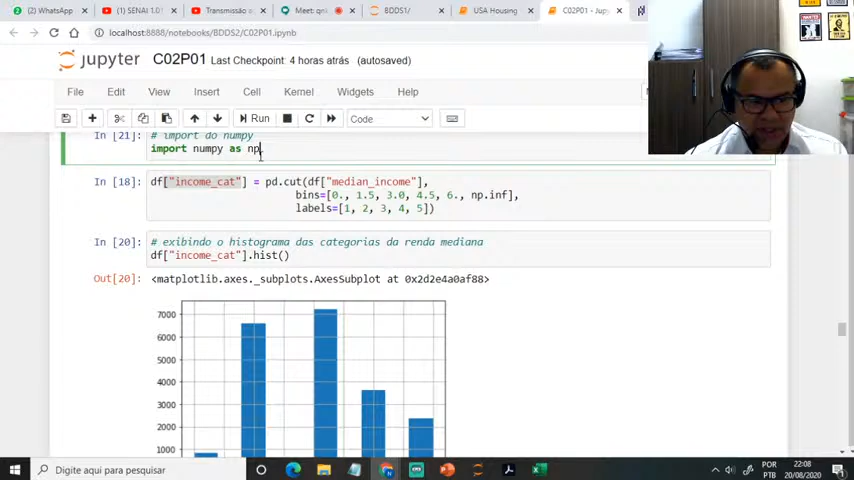 (2) WhatsApp
(1) SENAI 1.01
Transmissão
Meet: qnk
BDDS1/
USA Housing
C02P01 - Jupy
localhost:8888/notebooks/BDDS2/C02P01.ipynb
jupyter C02P01 Last Checkpoint: 4 horas atrás (autosaved)
File Edit View Insert Cell Kernel Widgets Help
Run Code
In [21]: # import do numpy
import numpy as np
In [18]: df["income_cat"] = pd.cut(df["median_income"],
bins=[0., 1.5, 3.0, 4.5, 6., np.inf],
labels=[1, 2, 3, 4, 5])
In [20]: # exibindo o histograma das categorias da renda mediana
df["income_cat"].hist()
Out[20]: <matplotlib.axes._subplots.AxesSubplot at 0x2d2e4a0af88>
7000
6000
5000
4000
3000
2000
1000
Digite aqui para pesquisar
POR
PTB
22:08
20/08/2020